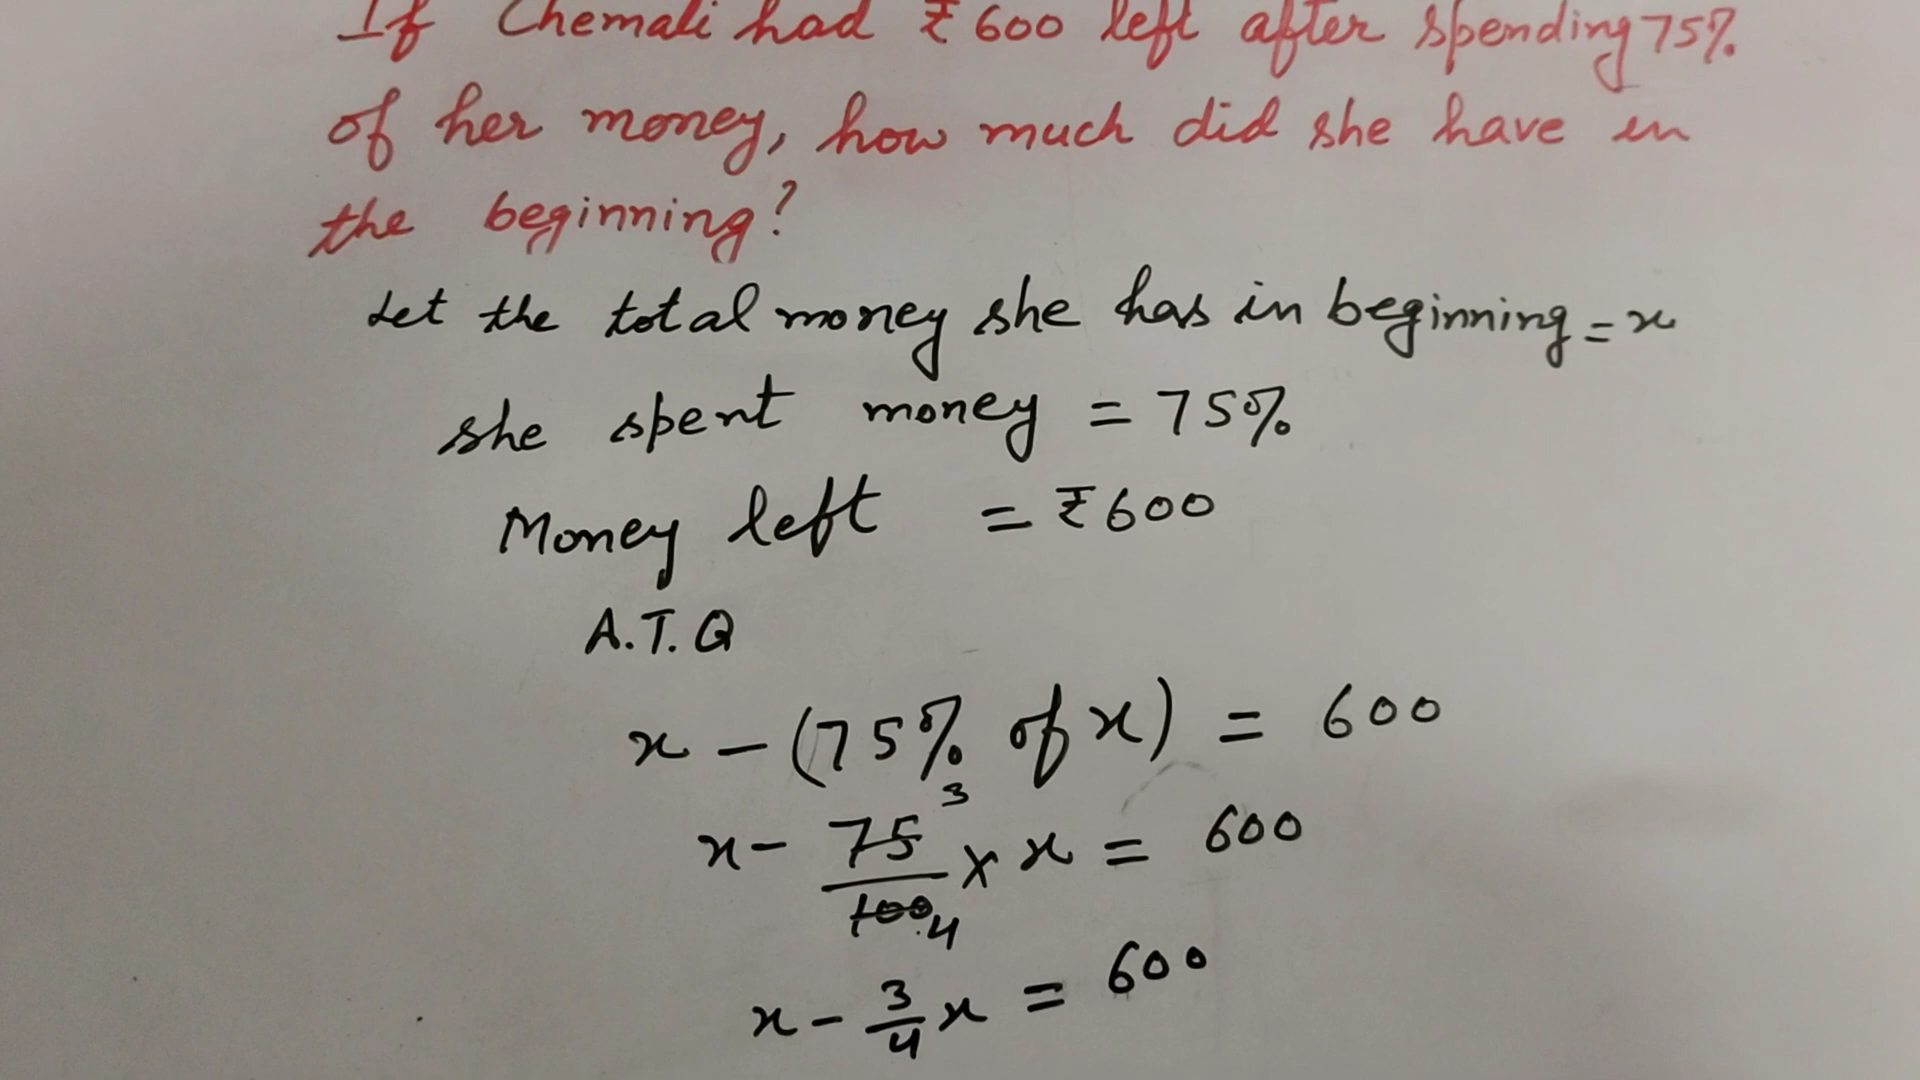 If Chemali had ₹600 left after spending 75%
of her money, how much did she have in
the beginning?
Let the total money she has in beginning = x
she spent money = 75%
Money left = ₹600
A.T.Q
x - (75% of x) = 600
x - 75/100 3 4 × x = 600
x - 3/4 x = 600